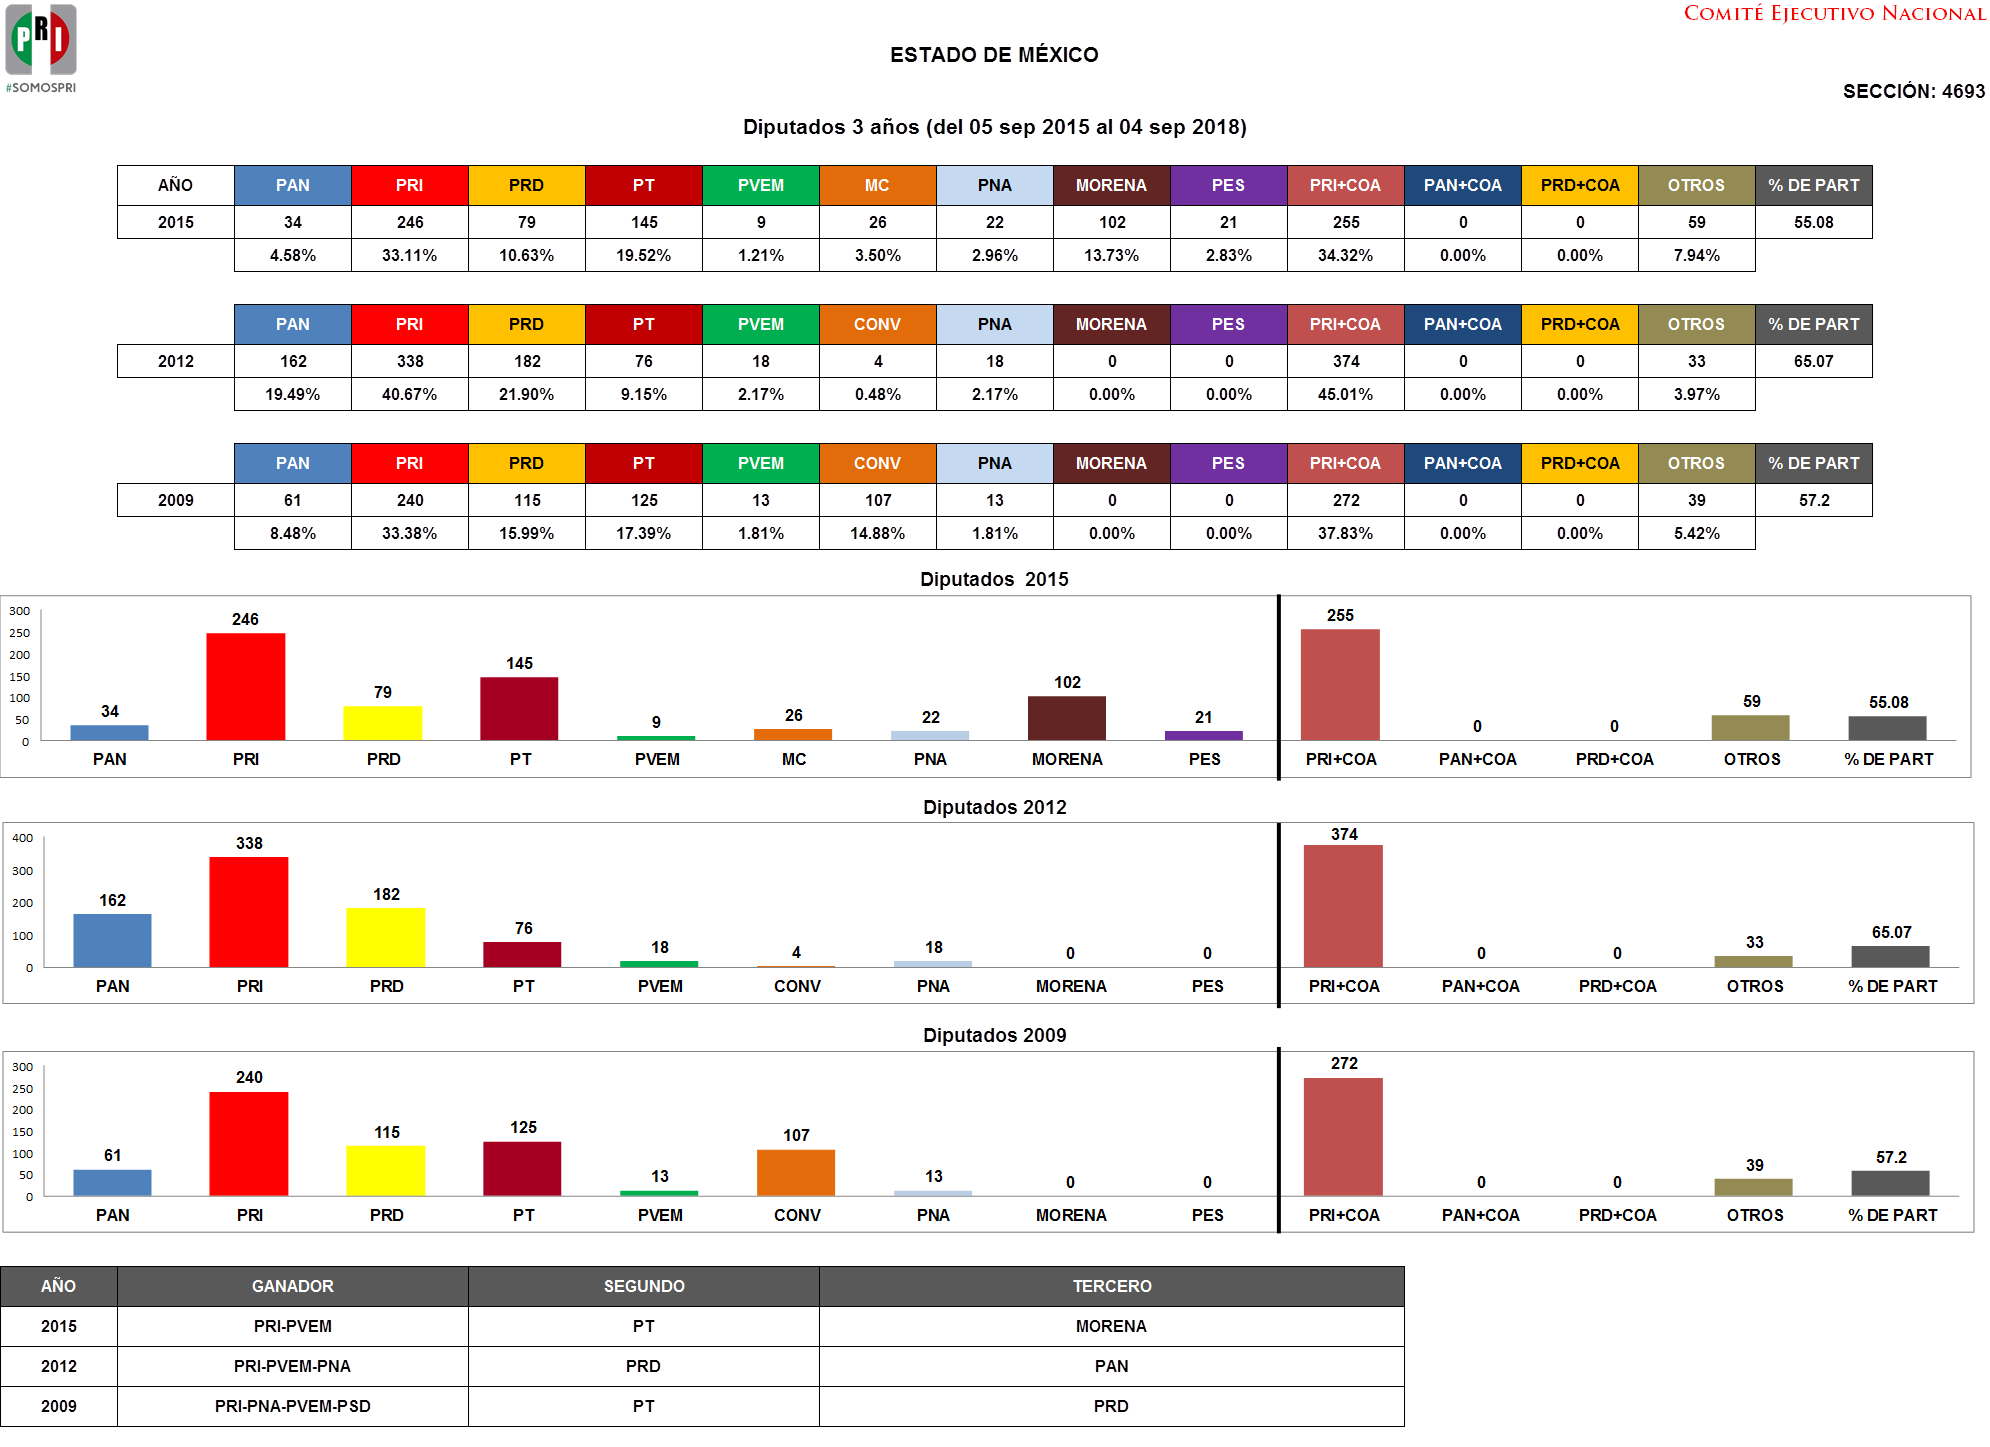 PRI
#SOMOSPRI
COMITÉ EJECUTIVO NACIONAL
ESTADO DE MÉXICO
SECCIÓN: 4693
Diputados 3 años (del 05 sep 2015 al 04 sep 2018)
AÑO PAN PRI PRD PT PVEM MC PNA MORENA PES PRI+COA PAN+COA PRD+COA OTROS % DE PART
2015 34 246 79 145 9 26 22 102 21 255 0 0 59 55.08
4.58% 33.11% 10.63% 19.52% 1.21% 3.50% 2.96% 13.73% 2.83% 34.32% 0.00% 0.00% 7.94%
PAN PRI PRD PT PVEM CONV PNA MORENA PES PRI+COA PAN+COA PRD+COA OTROS % DE PART
2012 162 338 182 76 18 4 18 0 0 374 0 0 33 65.07
19.49% 40.67% 21.90% 9.15% 2.17% 0.48% 2.17% 0.00% 0.00% 45.01% 0.00% 0.00% 3.97%
PAN PRI PRD PT PVEM CONV PNA MORENA PES PRI+COA PAN+COA PRD+COA OTROS % DE PART
2009 61 240 115 125 13 107 13 0 0 272 0 0 39 57.2
8.48% 33.38% 15.99% 17.39% 1.81% 14.88% 1.81% 0.00% 0.00% 37.83% 0.00% 0.00% 5.42%
Diputados 2015
300
250
200
150
100
50
0
34 246 79 145 9 26 22 102 21 255 0 0 59 55.08
PAN PRI PRD PT PVEM MC PNA MORENA PES PRI+COA PAN+COA PRD+COA OTROS % DE PART
Diputados 2012
400
300
200
100
0
162 338 182 76 18 4 18 0 0 374 0 0 33 65.07
PAN PRI PRD PT PVEM CONV PNA MORENA PES PRI+COA PAN+COA PRD+COA OTROS % DE PART
Diputados 2009
300
250
200
150
100
50
0
61 240 115 125 13 107 13 0 0 272 0 0 39 57.2
PAN PRI PRD PT PVEM CONV PNA MORENA PES PRI+COA PAN+COA PRD+COA OTROS % DE PART
AÑO GANADOR SEGUNDO TERCERO
2015 PRI-PVEM PT MORENA
2012 PRI-PVEM-PNA PRD PAN
2009 PRI-PNA-PVEM-PSD PT PRD